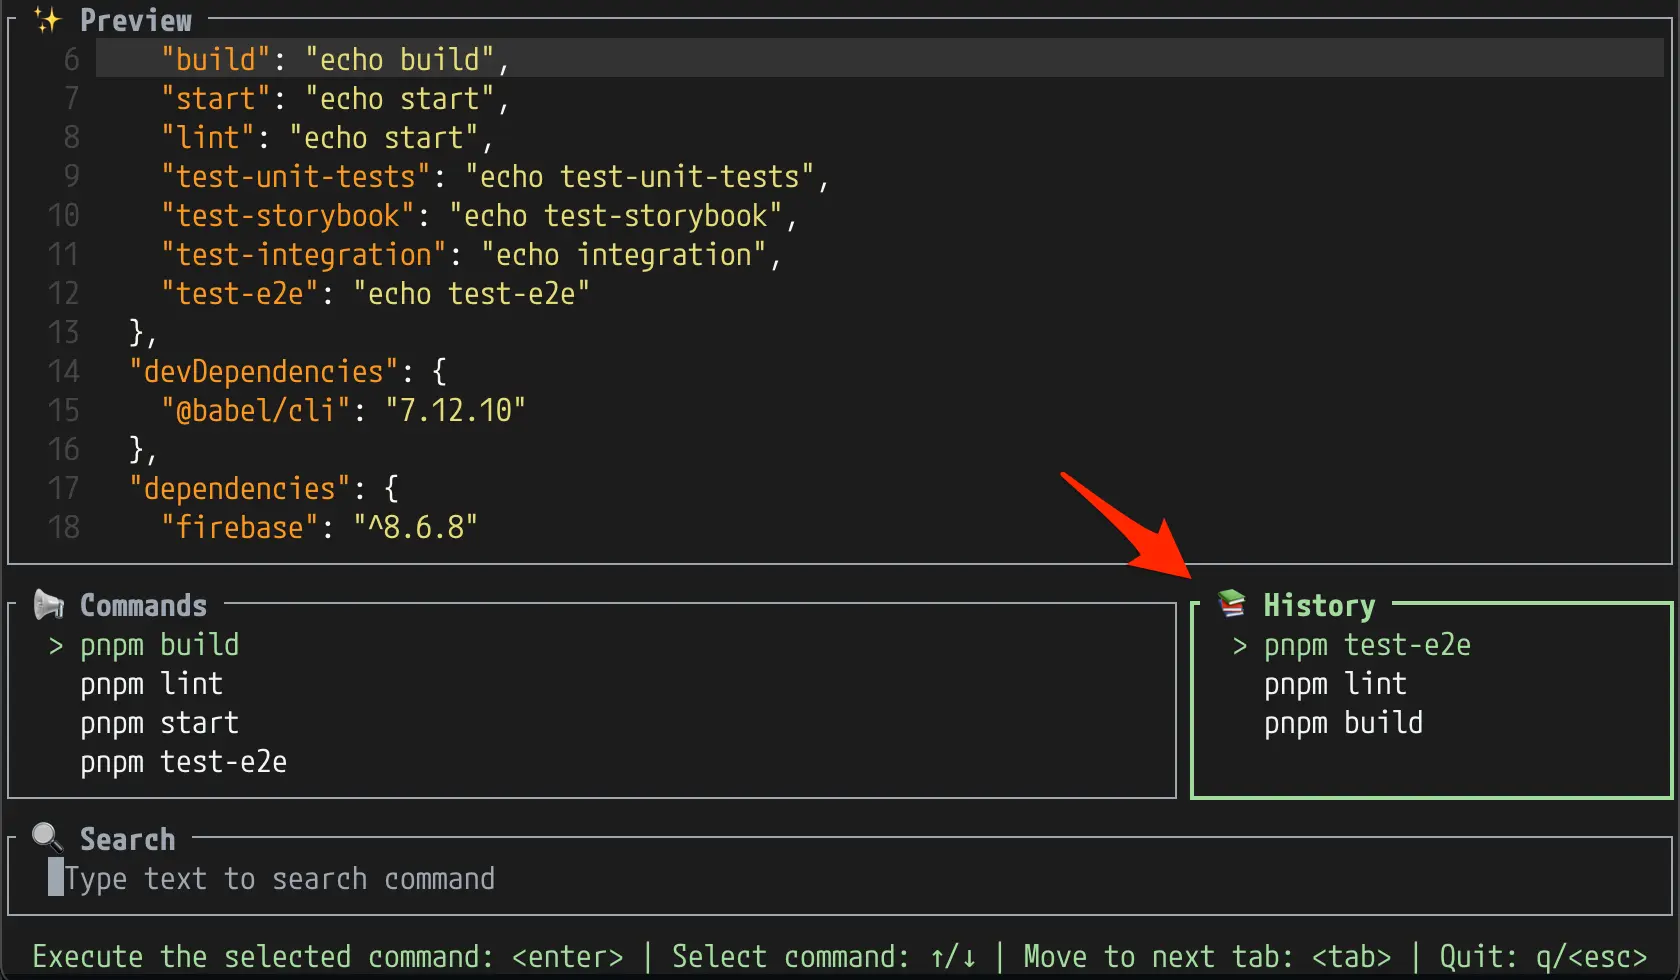 Preview
6 "build": "echo build",
7 "start": "echo start",
8 "lint": "echo start",
9 "test-unit-tests": "echo test-unit-tests",
10 "test-storybook": "echo test-storybook",
11 "test-integration": "echo integration",
12 "test-e2e": "echo test-e2e"
13 },
14 "devDependencies": {
15 "@babel/cli": "7.12.10"
16 },
17 "dependencies": {
18 "firebase": "^8.6.8"
Commands
> pnpm build
pnpm lint
pnpm start
pnpm test-e2e
History
> pnpm test-e2e
pnpm lint
pnpm build
Search
Type text to search command
Execute the selected command: <enter> | Select command: ↑/↓ | Move to next tab: <tab> | Quit: q/<esc>